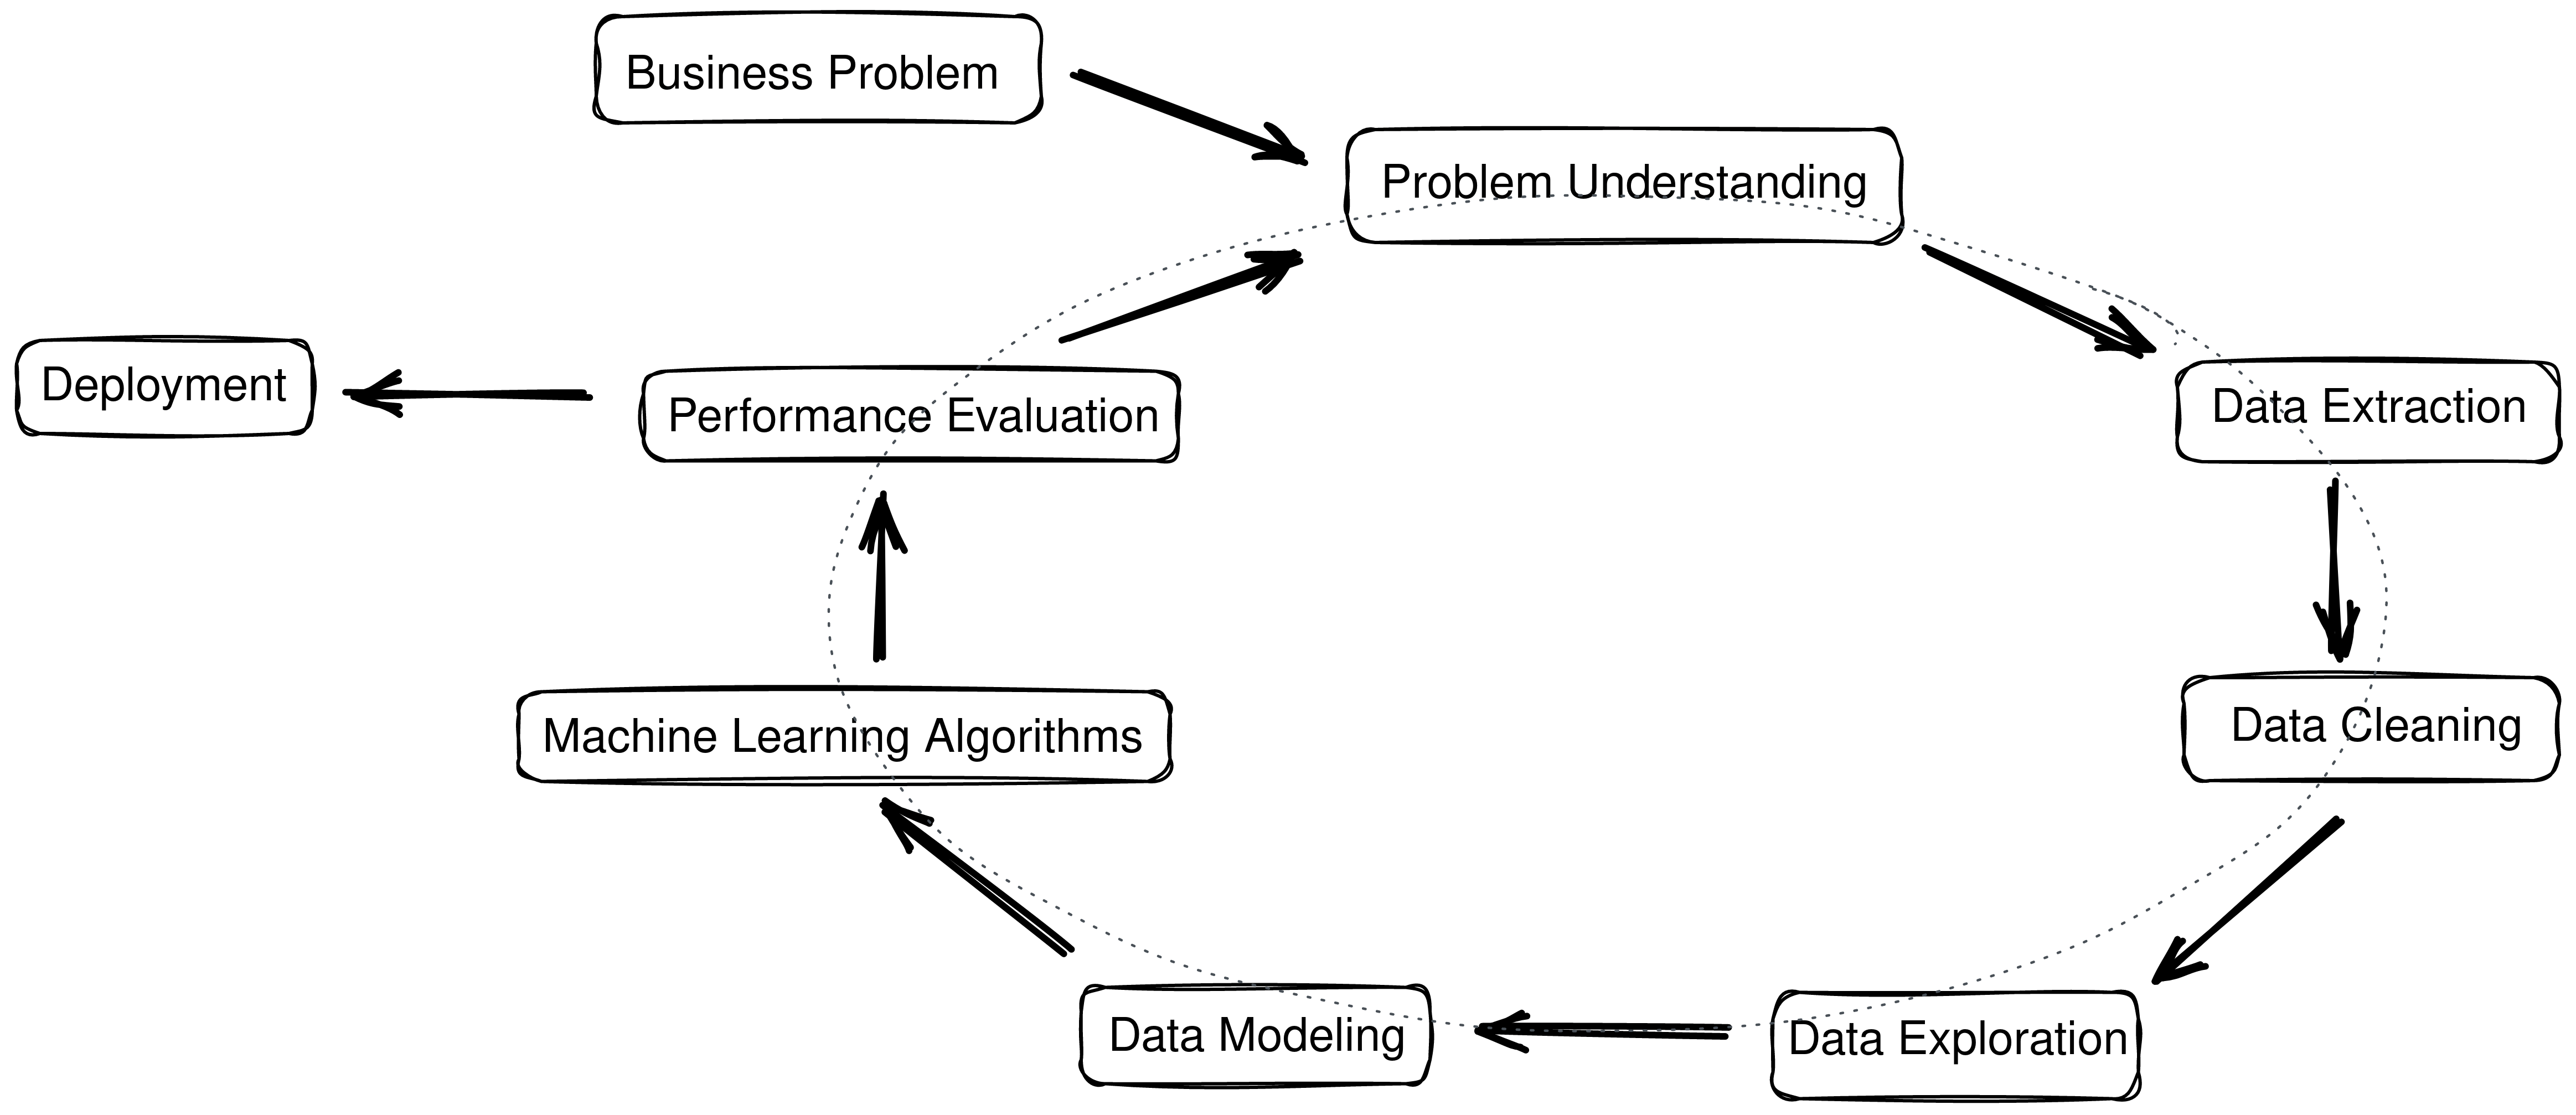 Business Problem
Problem Understanding
Data Extraction
Data Cleaning
Data Exploration
Data Modeling
Machine Learning Algorithms
Performance Evaluation
Deployment